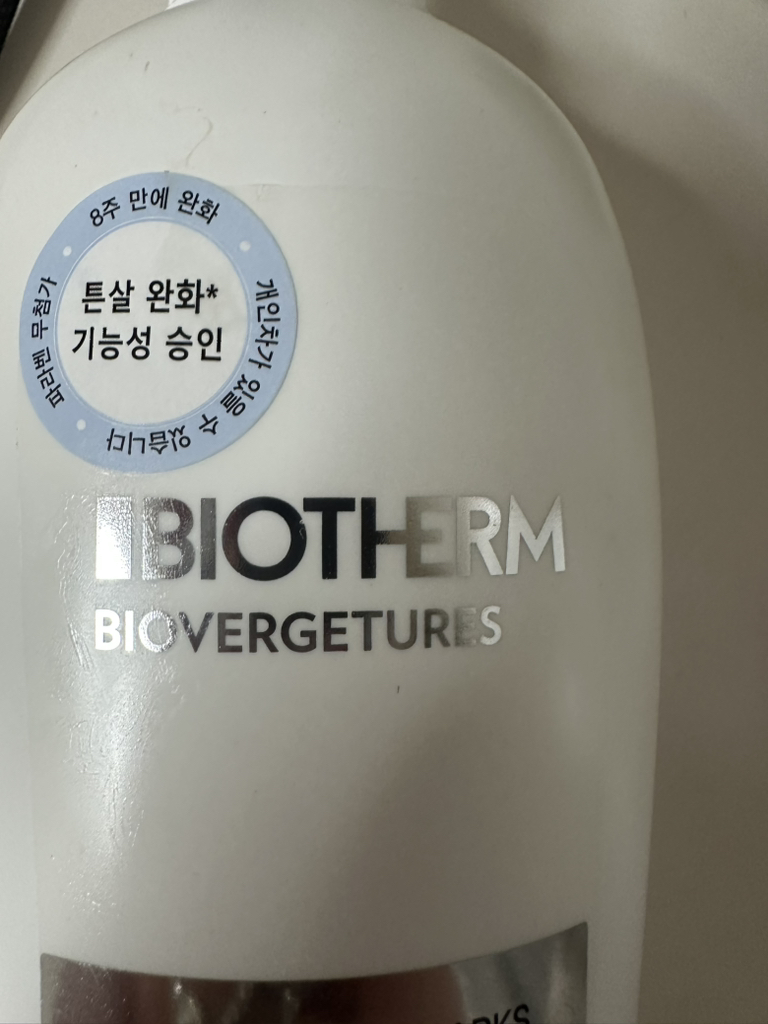 8주 만에 완화
개인차가 있을 수 있습니다
파라벤 무첨가
튼살 완화*
기능성 승인
BIOTHERM
BIOVERGETURES